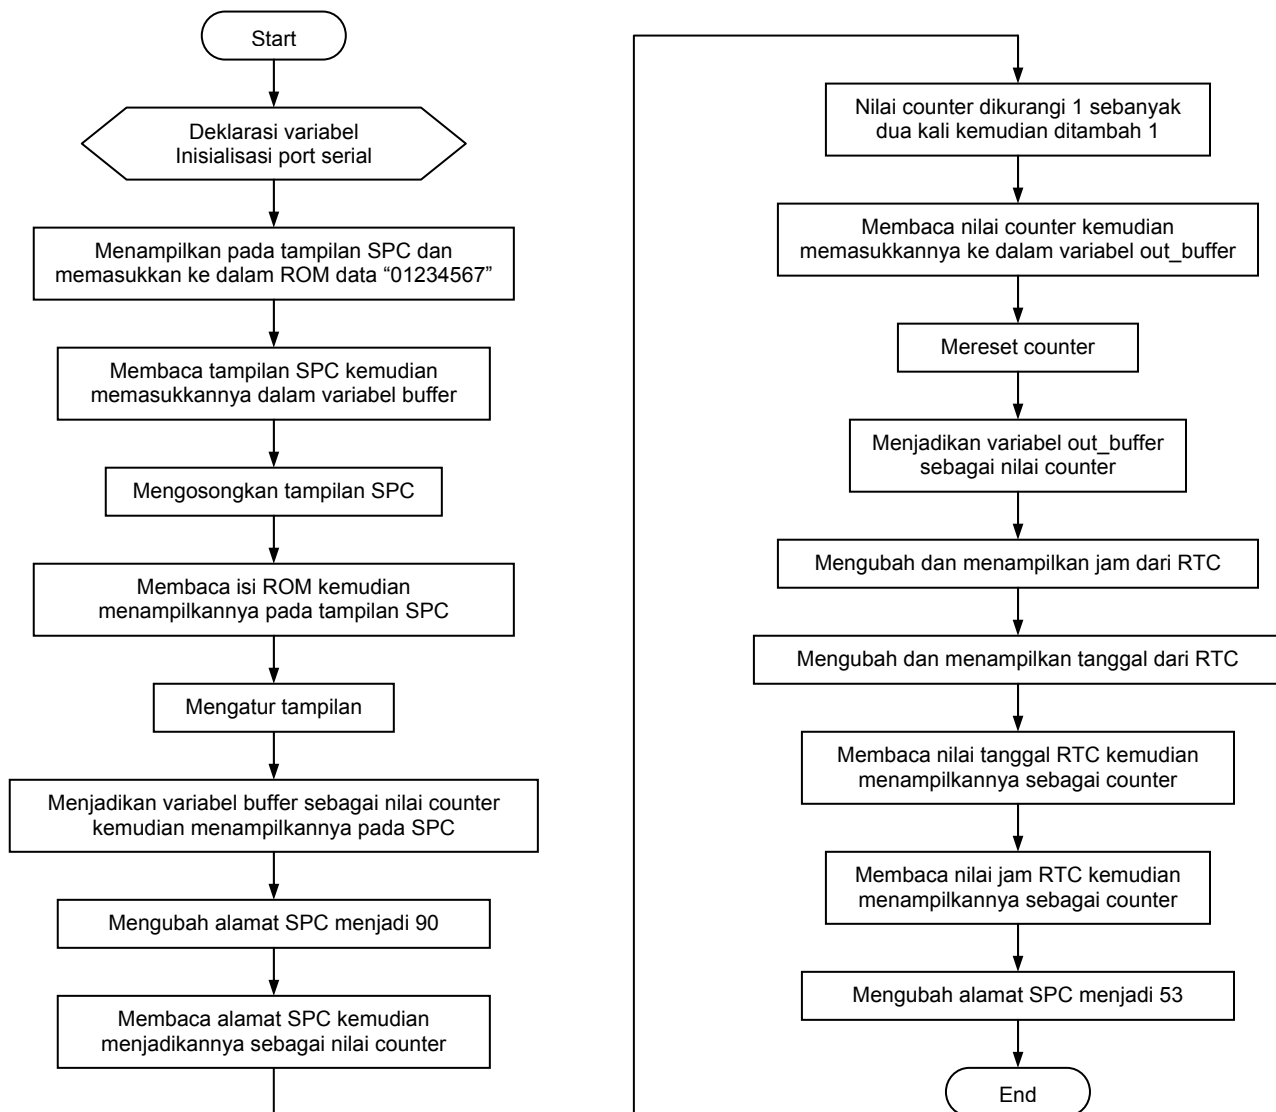 Start
Deklarasi variabel
Inisialisasi port serial
Menampilkan pada tampilan SPC dan
memasukkan ke dalam ROM data “01234567”
Membaca tampilan SPC kemudian
memasukkannya dalam variabel buffer
Mengosongkan tampilan SPC
Membaca isi ROM kemudian
menampilkannya pada tampilan SPC
Mengatur tampilan
Menjadikan variabel buffer sebagai nilai counter
kemudian menampilkannya pada SPC
Mengubah alamat SPC menjadi 90
Membaca alamat SPC kemudian
menjadikannya sebagai nilai counter
Nilai counter dikurangi 1 sebanyak
dua kali kemudian ditambah 1
Membaca nilai counter kemudian
memasukkannya ke dalam variabel out_buffer
Mereset counter
Menjadikan variabel out_buffer
sebagai nilai counter
Mengubah dan menampilkan jam dari RTC
Mengubah dan menampilkan tanggal dari RTC
Membaca nilai tanggal RTC kemudian
menampilkannya sebagai counter
Membaca nilai jam RTC kemudian
menampilkannya sebagai counter
Mengubah alamat SPC menjadi 53
End